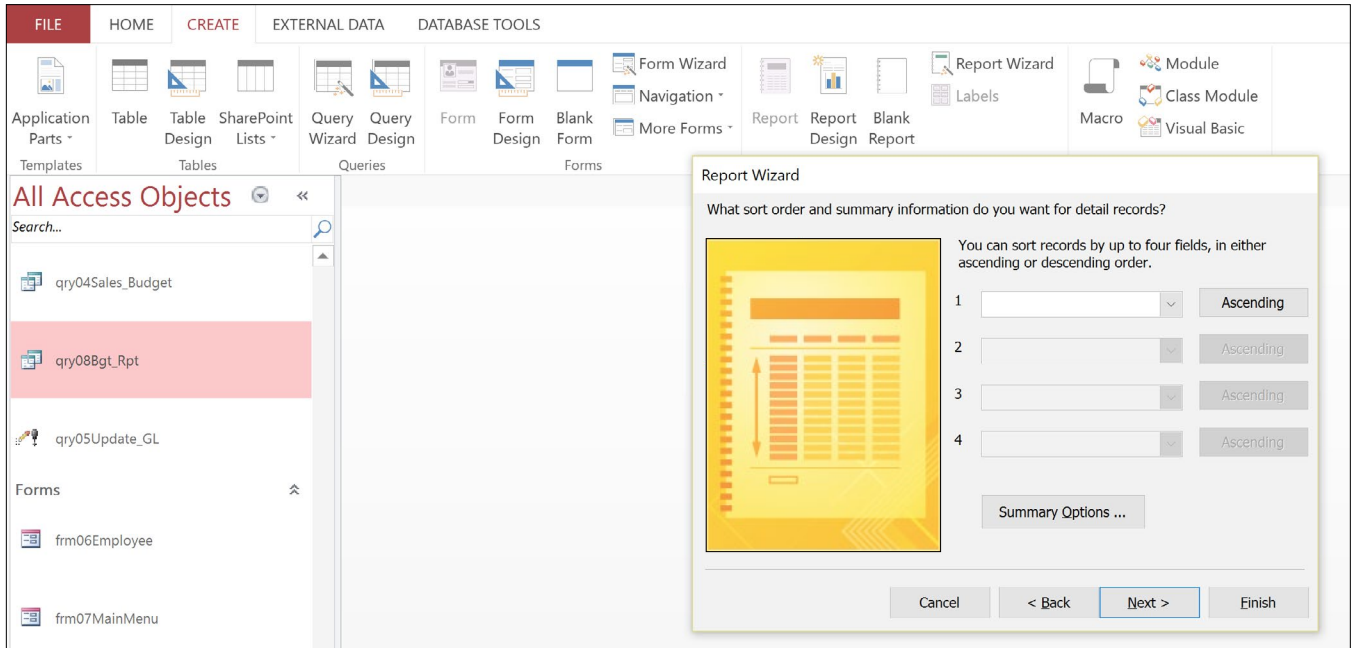 FILE HOME CREATE EXTERNAL DATA DATABASE TOOLS
Application Parts
Table
Table Design
SharePoint Lists
Query Wizard
Query Design
Form
Form Design
Blank Form
Form Wizard
Navigation
More Forms
Report
Report Design
Blank Report
Report Wizard
Labels
Macro
Module
Class Module
Visual Basic
Templates Tables Queries Forms
All Access Objects «
Search...
qry04Sales_Budget
qry08Bgt_Rpt
qry05Update_GL
Forms
frm06Employee
frm07MainMenu
Report Wizard
What sort order and summary information do you want for detail records?
You can sort records by up to four fields, in either
ascending or descending order.
1 Ascending
2 Ascending
3 Ascending
4 Ascending
Summary Options ...
Cancel < Back Next > Finish